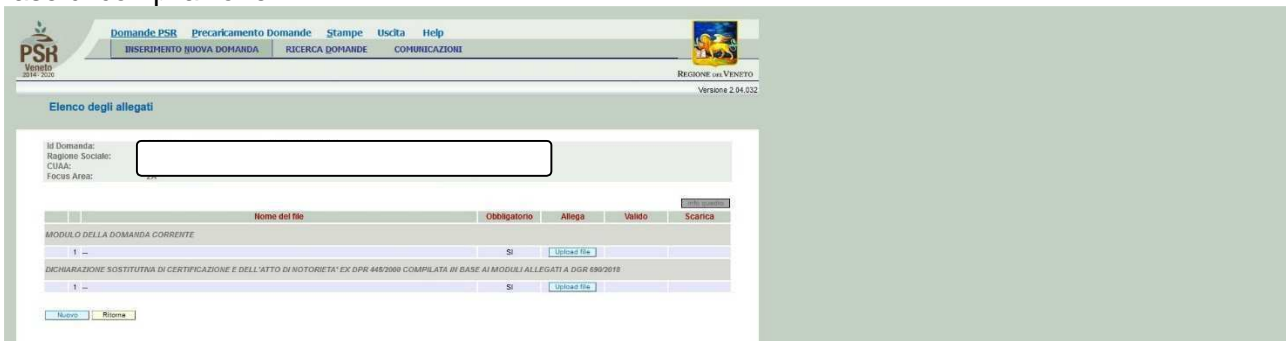 Domande PSR Precaricamento Domande Stampe Uscita Help
INSERIMENTO NUOVA DOMANDA RICERCA DOMANDE COMUNICAZIONI
PSR
Veneto
2014-2020
REGIONE DEL VENETO
Versione 2.04.032
Elenco degli allegati
Id Domanda:
Ragione Sociale:
CUAA:
Focus Area:
Info quadro
Nome del file Obbligatorio Allega Valido Scarica
MODULO DELLA DOMANDA CORRENTE
1 -- SI Upload file
DICHIARAZIONE SOSTITUTIVA DI CERTIFICAZIONE E DELL'ATTO DI NOTORIETA' EX DPR 445/2000 COMPILATA IN BASE AI MODULI ALLEGATI A DGR 690/2018
1 -- SI Upload file
Nuovo Ritorna